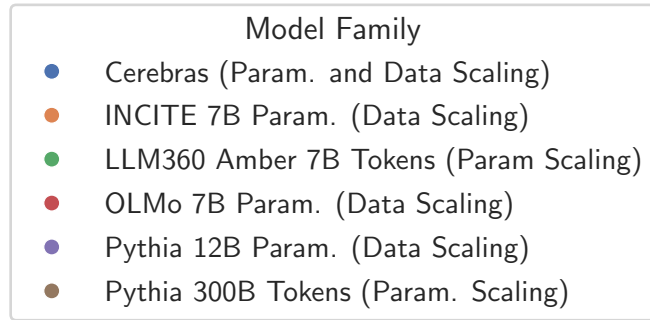 Model Family
Cerebras (Param. and Data Scaling)
INCITE 7B Param. (Data Scaling)
LLM360 Amber 7B Tokens (Param Scaling)
OLMo 7B Param. (Data Scaling)
Pythia 12B Param. (Data Scaling)
Pythia 300B Tokens (Param. Scaling)